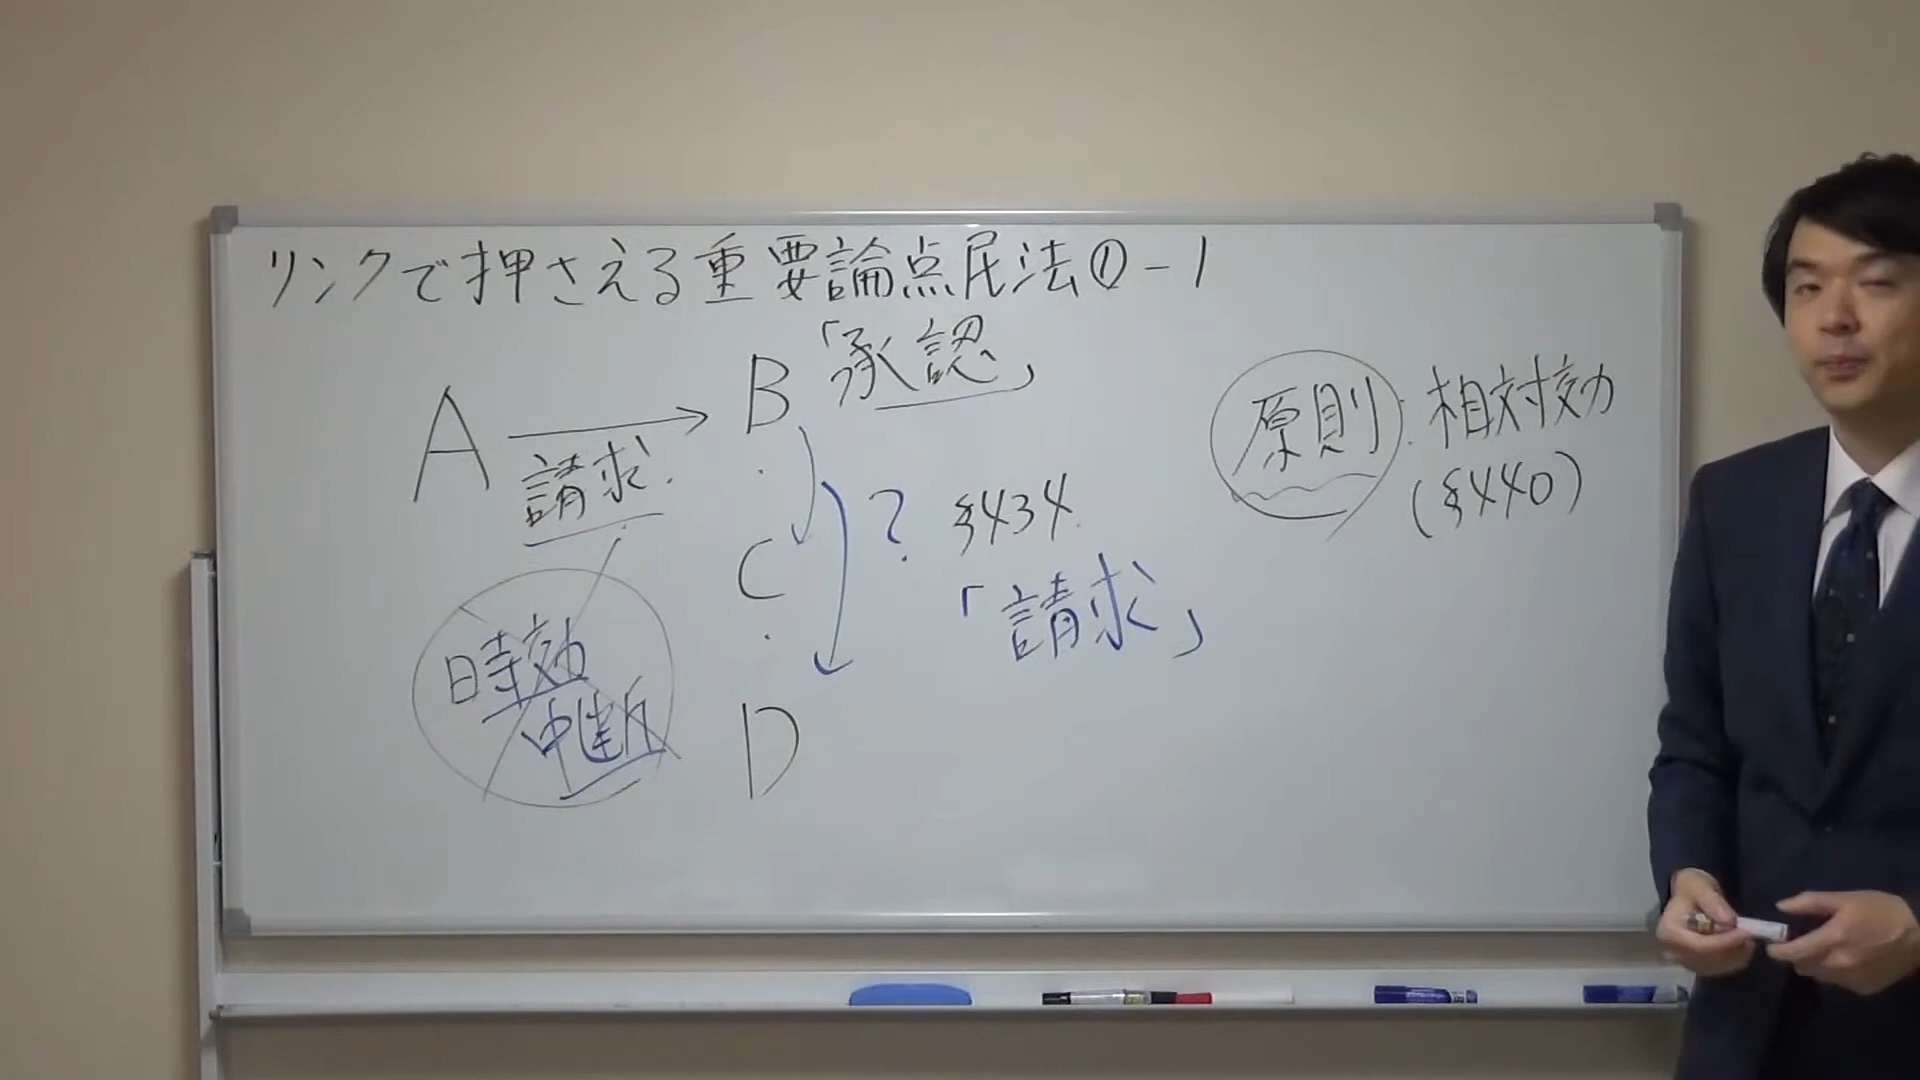 リンクで押さえる重要論点民法①-1
A
請求
B
「承認」
C
D
?
§434
「請求」
時効
中断
原則:相対効
(§440)